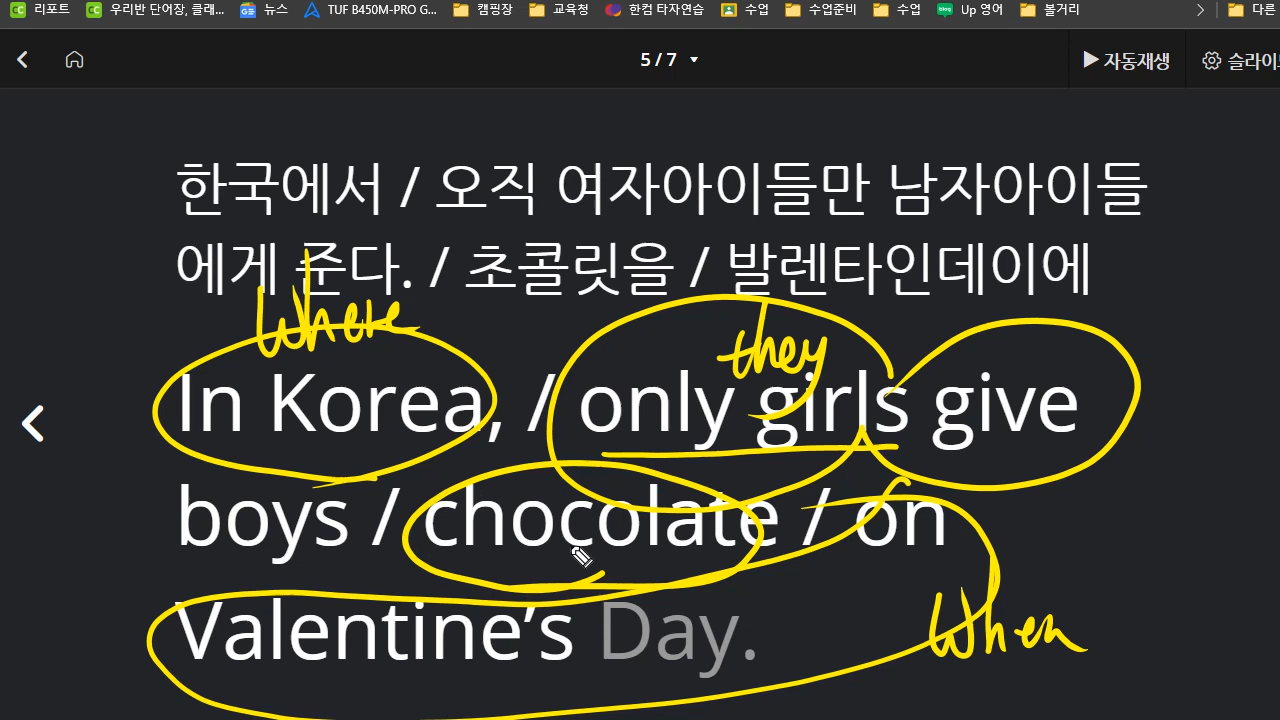 리포트 우리반 단어장, 클래... 뉴스 TUF B450M-PRO G... 캠핑장 교육청 한컴 타자연습 수업 수업준비 수업 Up 영어 볼거리 다른
5 / 7 자동재생 슬라이드
한국에서 / 오직 여자아이들만 남자아이들
에게 준다. / 초콜릿을 / 발렌타인데이에
Where they
In Korea, / only girls give
boys / chocolate / on
Valentine’s Day.
When